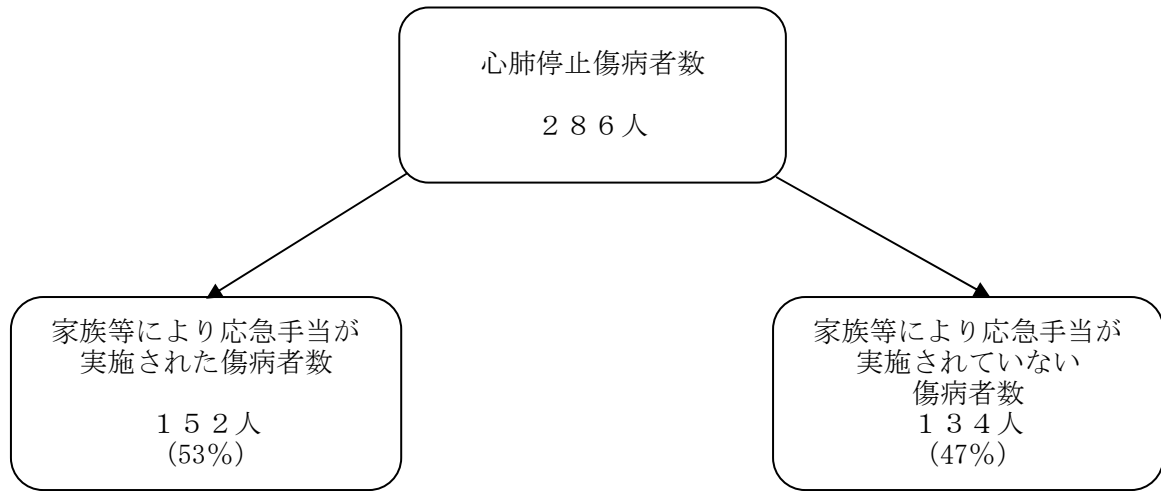 心肺停止傷病者数
２８６人
家族等により応急手当が
実施された傷病者数
１５２人
(53%)
家族等により応急手当が
実施されていない
傷病者数
１３４人
(47%)